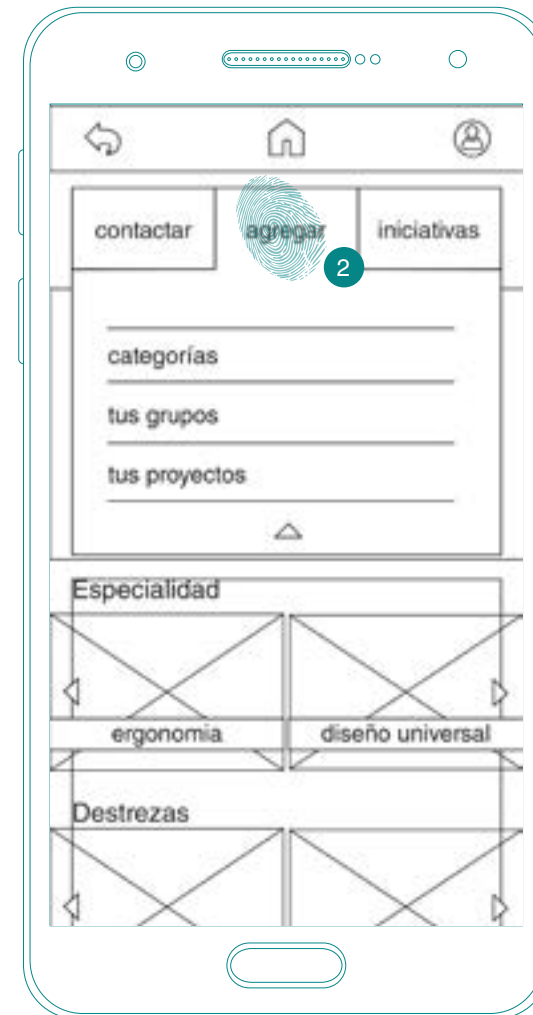 contactar agregar iniciativas
2
categorías
tus grupos
tus proyectos
Especialidad
ergonomia diseño universal
Destrezas